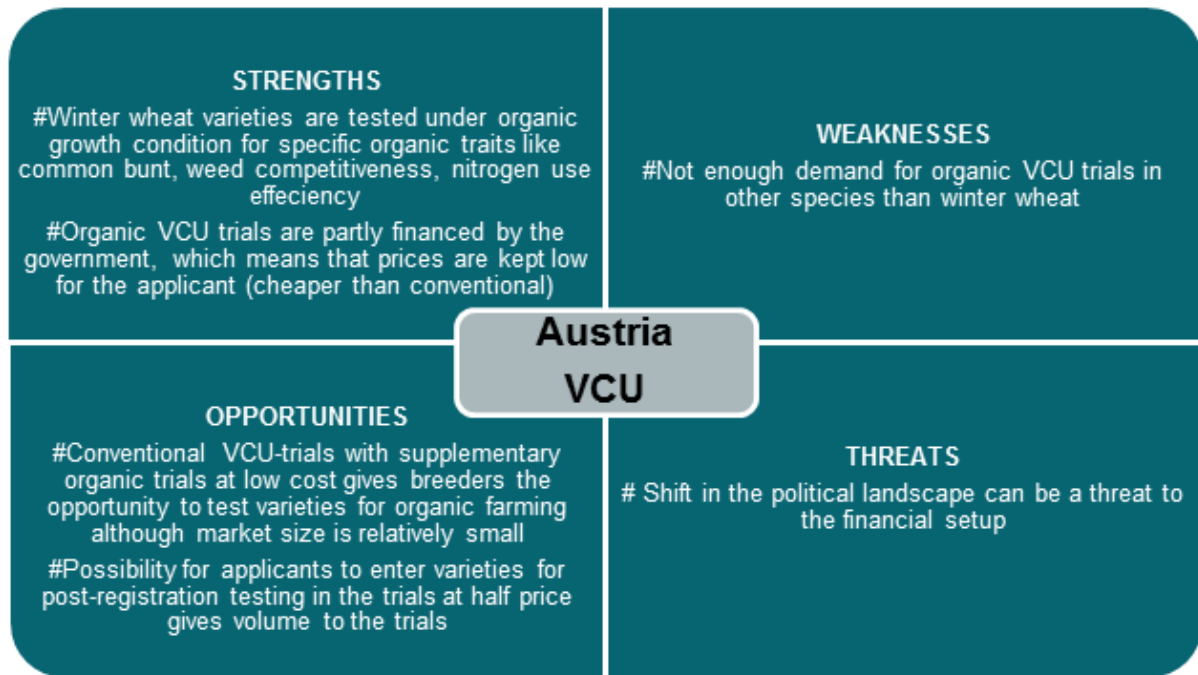 STRENGTHS
#Winter wheat varieties are tested under organic
growth condition for specific organic traits like
common bunt, weed competitiveness, nitrogen use
effeciency
#Organic VCU trials are partly financed by the
government, which means that prices are kept low
for the applicant (cheaper than conventional)
WEAKNESSES
#Not enough demand for organic VCU trials in
other species than winter wheat
Austria
VCU
OPPORTUNITIES
#Conventional VCU-trials with supplementary
organic trials at low cost gives breeders the
opportunity to test varieties for organic farming
although market size is relatively small
#Possibility for applicants to enter varieties for
post-registration testing in the trials at half price
gives volume to the trials
THREATS
# Shift in the political landscape can be a threat to
the financial setup